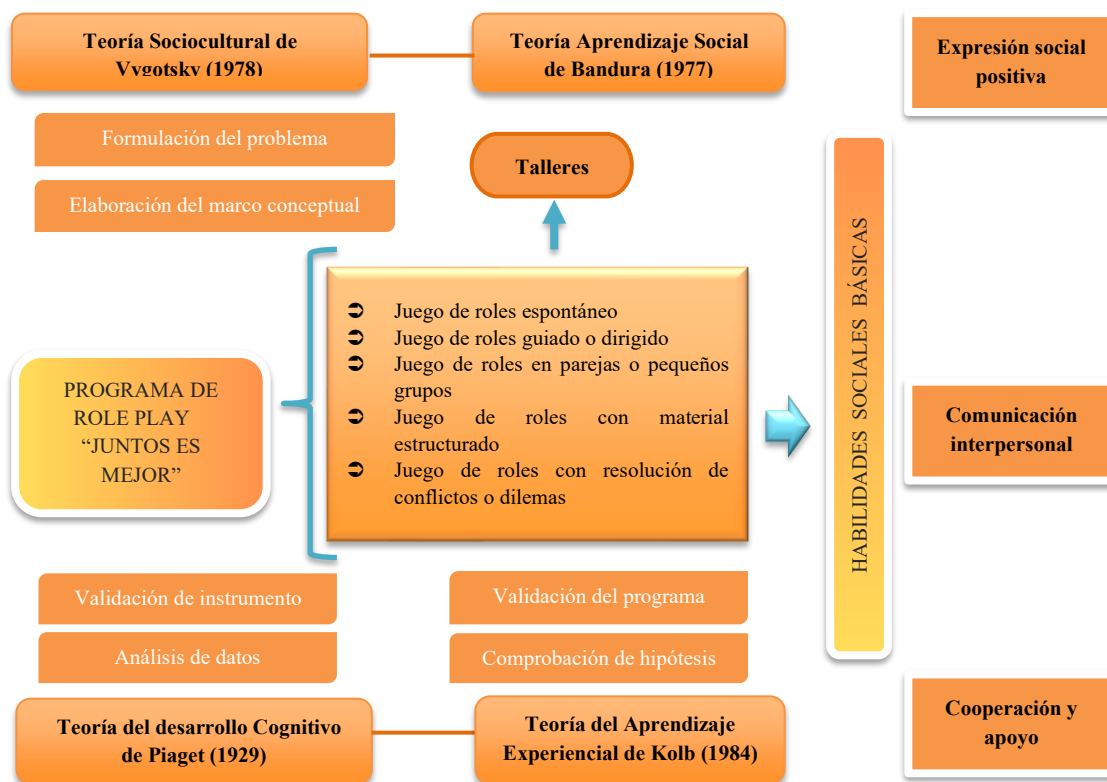 Teoría Sociocultural de
Vygotsky (1978)
Teoría Aprendizaje Social
de Bandura (1977)
Expresión social
positiva
Formulación del problema
Elaboración del marco conceptual
Talleres
PROGRAMA DE
ROLE PLAY
“JUNTOS ES
MEJOR”
Juego de roles espontáneo
Juego de roles guiado o dirigido
Juego de roles en parejas o pequeños
grupos
Juego de roles con material
estructurado
Juego de roles con resolución de
conflictos o dilemas
HABILIDADES SOCIALES BÁSICAS
Comunicación
interpersonal
Validación de instrumento
Validación del programa
Análisis de datos
Comprobación de hipótesis
Teoría del desarrollo Cognitivo
de Piaget (1929)
Teoría del Aprendizaje
Experiencial de Kolb (1984)
Cooperación y
apoyo